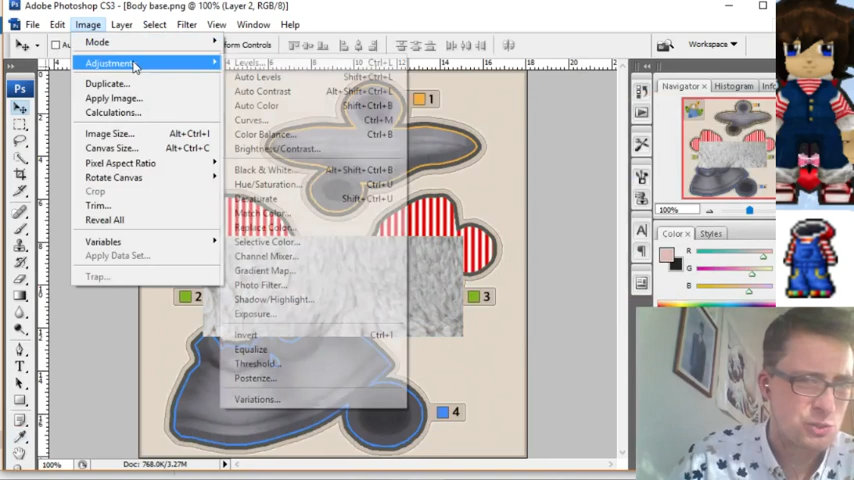 Adobe Photoshop CS3 - [Body base.png @ 100% (Layer 2, RGB/8)]
File Edit Image Layer Select Filter View Window Help
form Controls
Workspace
Mode
Adjustments
Duplicate...
Apply Image...
Calculations...
Image Size... Alt+Ctrl+I
Canvas Size... Alt+Ctrl+C
Pixel Aspect Ratio
Rotate Canvas
Crop
Trim...
Reveal All
Variables
Apply Data Set...
Trap...
Levels... Ctrl+L
Auto Levels Shift+Ctrl+L
Auto Contrast Alt+Shift+Ctrl+L
Auto Color Shift+Ctrl+B
Curves... Ctrl+M
Color Balance... Ctrl+B
Brightness/Contrast...
Black & White... Alt+Shift+Ctrl+B
Hue/Saturation... Ctrl+U
Desaturate Shift+Ctrl+U
Match Color...
Replace Color...
Selective Color...
Channel Mixer...
Gradient Map...
Photo Filter...
Shadow/Highlight...
Exposure...
Invert Ctrl+I
Equalize
Threshold...
Posterize...
Variations...
1
2
3
4
Navigator Histogram Info
100%
Color Styles
R
G
B
100% Doc: 768.0K/3.27M
Ps